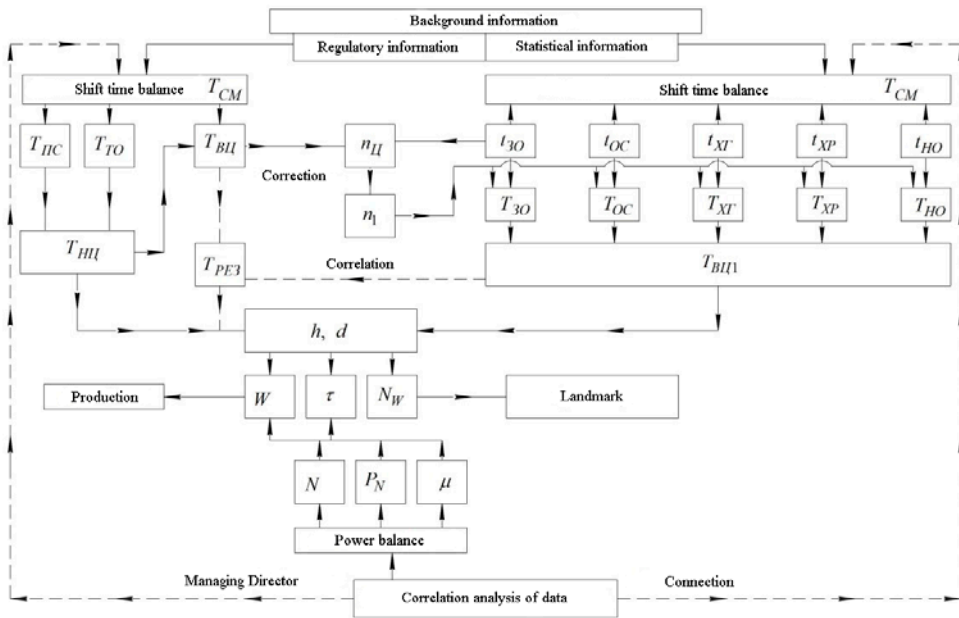 Background information
Regulatory information
Statistical information
Shift time balance T_СМ
Shift time balance T_СМ
T_ПС
T_ТО
T_ВЦ
n_Ц
t_ЗО
t_ОС
t_ХГ
t_ХР
t_НО
Correction
n_1
T_ЗО
T_ОС
T_ХГ
T_ХР
T_НО
T_НЦ
T_РЕЗ
Correlation
T_ВЦ1
h, d
Production
W
τ
N_W
Landmark
N
P_N
μ
Power balance
Managing Director
Correlation analysis of data
Connection